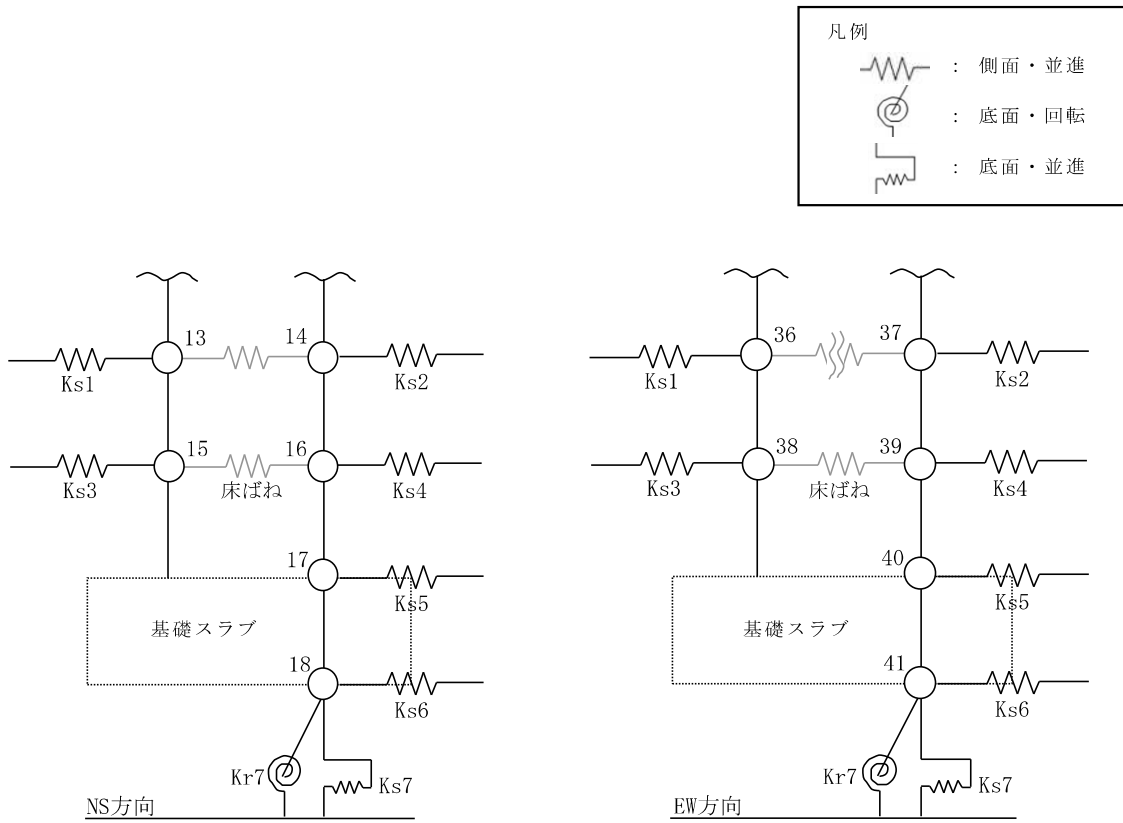 凡例
: 側面・並進
: 底面・回転
: 底面・並進
13 14
Ks1 Ks2
15 16
Ks3 床ばね Ks4
17
Ks5
基礎スラブ
18
Ks6
Kr7 Ks7
NS方向
36 37
Ks1 Ks2
38 39
Ks3 床ばね Ks4
40
Ks5
基礎スラブ
41
Ks6
Kr7 Ks7
EW方向